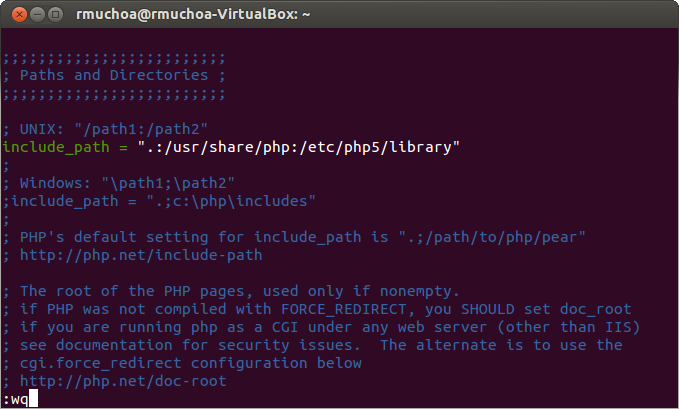 rmuchoa@rmuchoa-VirtualBox: ~
;;;;;;;;;;;;;;;;;;;;;;;;;
; Paths and Directories ;
;;;;;;;;;;;;;;;;;;;;;;;;;
; UNIX: "/path1:/path2"
include_path = ".:/usr/share/php:/etc/php5/library"
;
; Windows: "\path1;\path2"
;include_path = ".;c:\php\includes"
;
; PHP's default setting for include_path is ".;/path/to/php/pear"
; http://php.net/include-path
; The root of the PHP pages, used only if nonempty.
; if PHP was not compiled with FORCE_REDIRECT, you SHOULD set doc_root
; if you are running php as a CGI under any web server (other than IIS)
; see documentation for security issues.  The alternate is to use the
; cgi.force_redirect configuration below
; http://php.net/doc-root
:wq